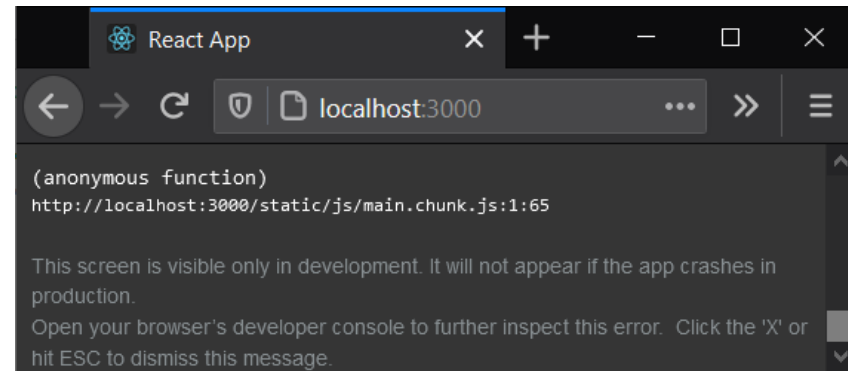 React App
localhost:3000
(anonymous function)
http://localhost:3000/static/js/main.chunk.js:1:65
This screen is visible only in development. It will not appear if the app crashes in
production.
Open your browser’s developer console to further inspect this error.  Click the 'X' or
hit ESC to dismiss this message.